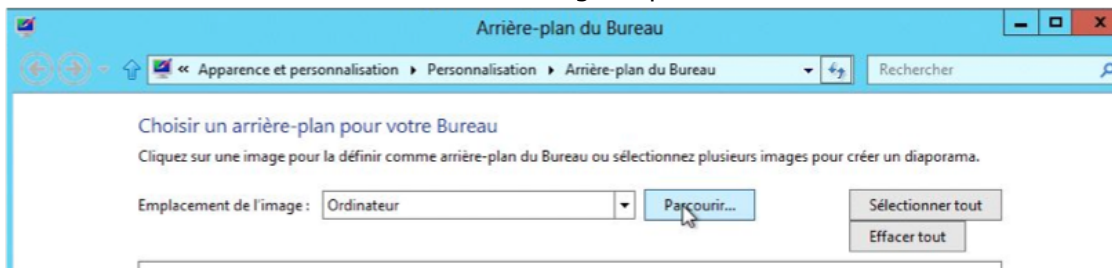 Arrière-plan du Bureau
« Apparence et personnalisation ▸ Personnalisation ▸ Arrière-plan du Bureau
Rechercher
Choisir un arrière-plan pour votre Bureau
Cliquez sur une image pour la définir comme arrière-plan du Bureau ou sélectionnez plusieurs images pour créer un diaporama.
Emplacement de l'image : Ordinateur Parcourir... Sélectionner tout
Effacer tout